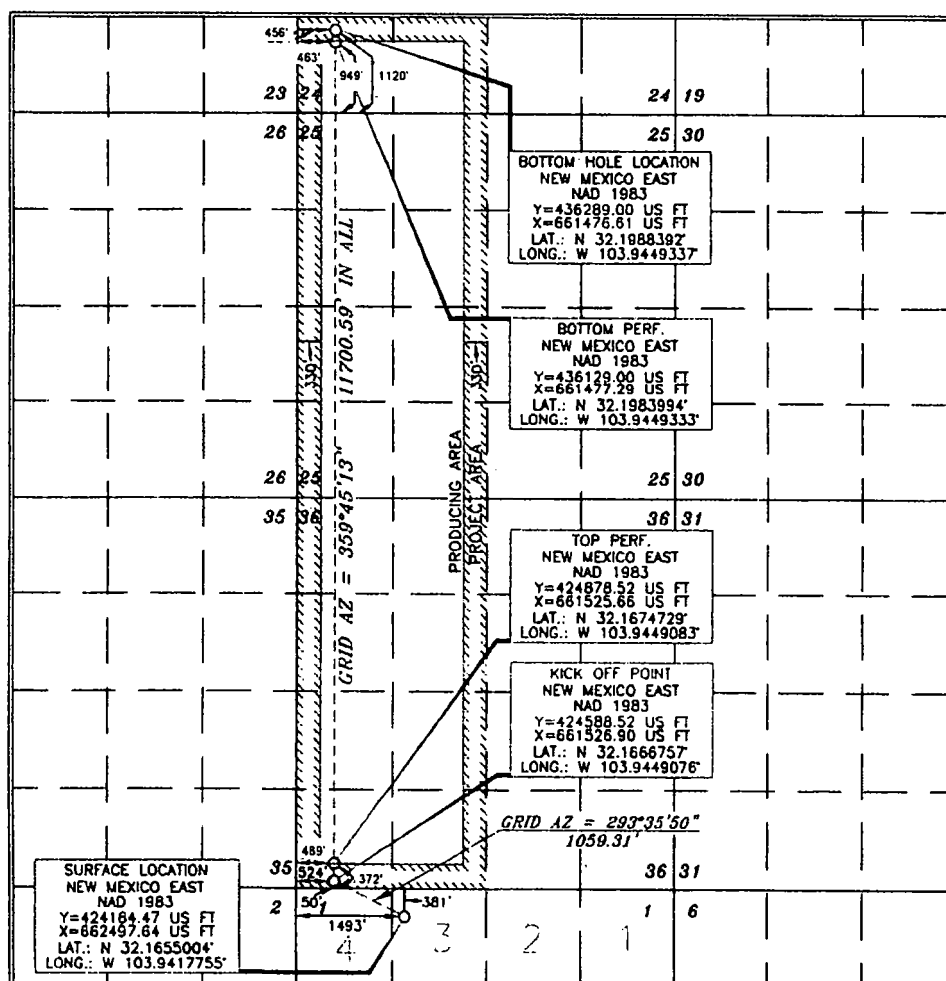 456'
463'
949'
1120'
23 24
24 19
26 25
25 30
BOTTOM HOLE LOCATION
NEW MEXICO EAST
NAD 1983
Y=436289.00 US FT
X=661476.61 US FT
LAT.: N 32.1988392°
LONG.: W 103.9449337°
BOTTOM PERF.
NEW MEXICO EAST
NAD 1983
Y=436129.00 US FT
X=661477.29 US FT
LAT.: N 32.1983994°
LONG.: W 103.9449333°
330'
330'
GRID AZ = 359°45'13"
11700.59' IN ALL
PRODUCING AREA
PROJECT AREA
26 25
25 30
35 36
36 31
TOP PERF.
NEW MEXICO EAST
NAD 1983
Y=424878.52 US FT
X=661525.66 US FT
LAT.: N 32.1674729°
LONG.: W 103.9449083°
KICK OFF POINT
NEW MEXICO EAST
NAD 1983
Y=424588.52 US FT
X=661526.90 US FT
LAT.: N 32.1666757°
LONG.: W 103.9449076°
GRID AZ = 293°35'50"
1059.31'
489'
35
524'
372'
36 31
50'
381'
2 1
1 6
1493'
4 3 2 1
SURFACE LOCATION
NEW MEXICO EAST
NAD 1983
Y=424164.47 US FT
X=662497.64 US FT
LAT.: N 32.1655004°
LONG.: W 103.9417755°